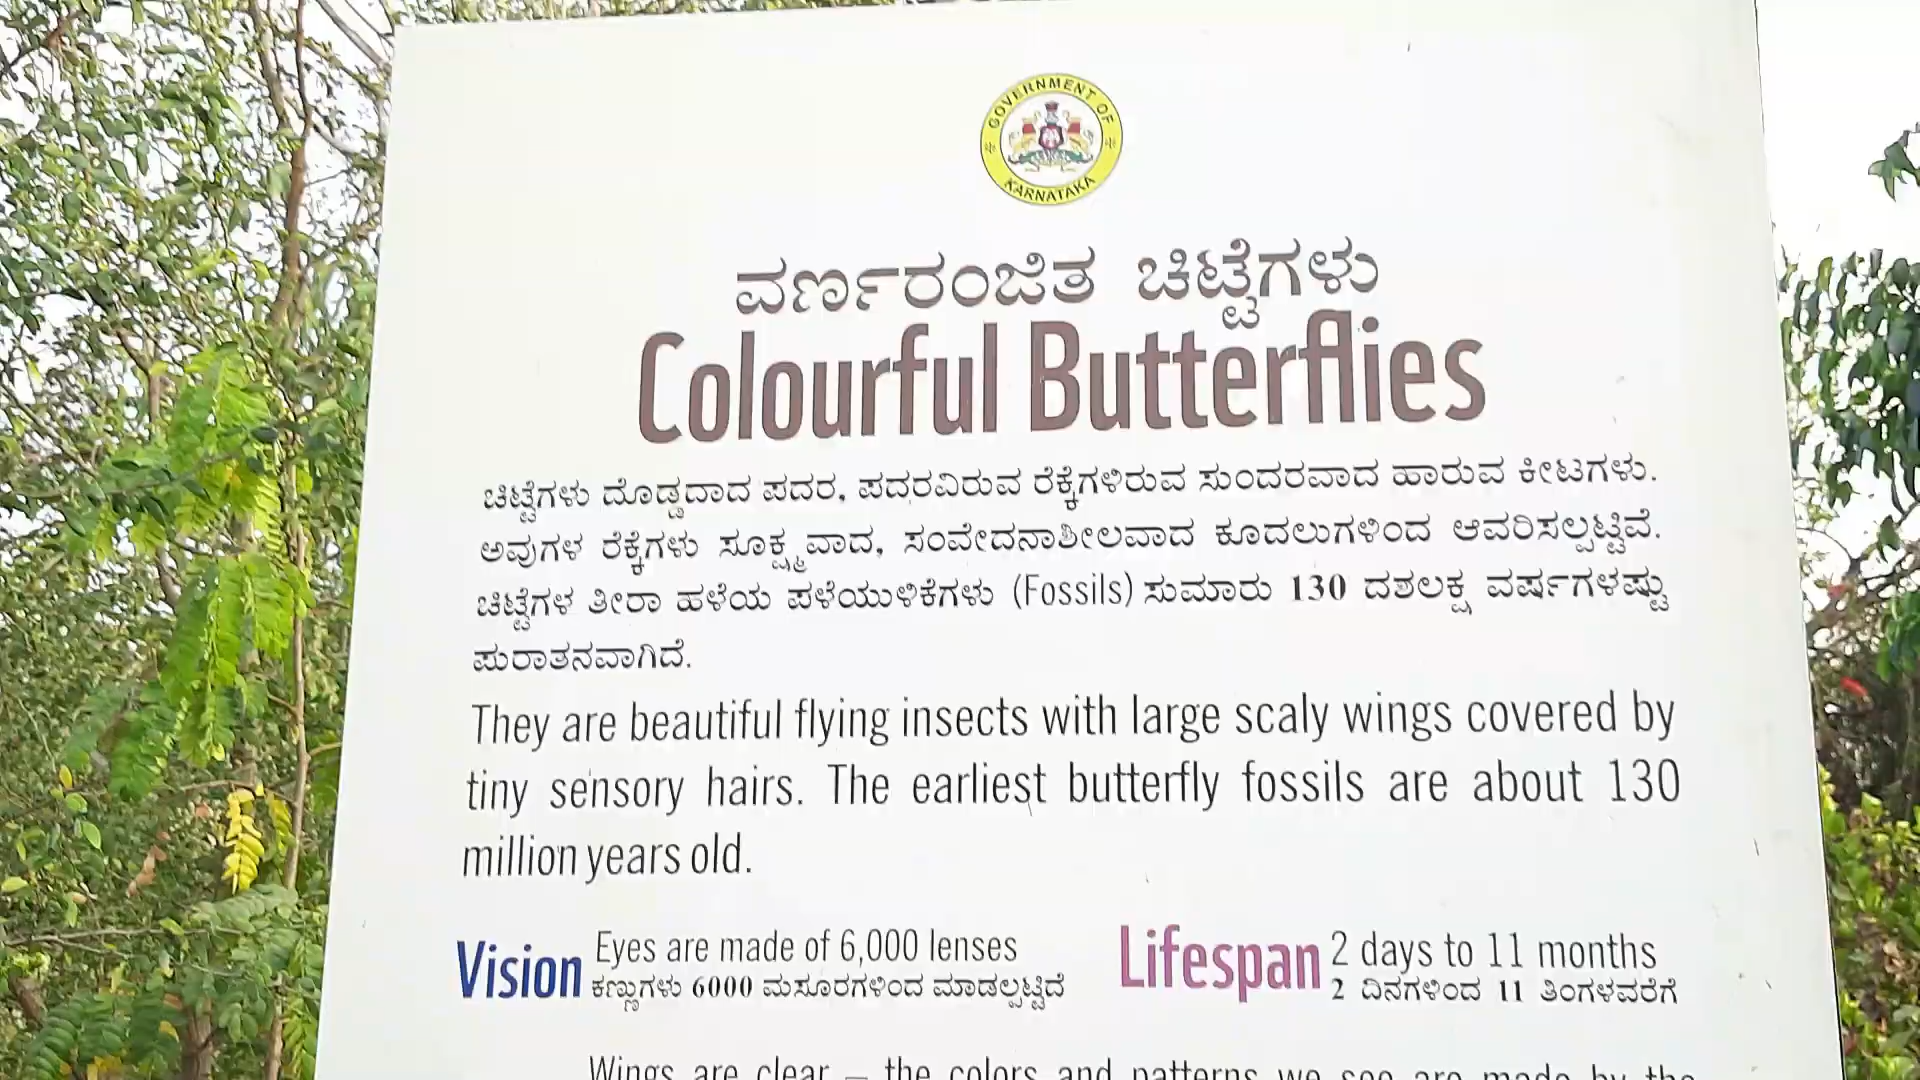 GOVERNMENT OF
KARNATAKA
ವರ್ಣರಂಜಿತ ಚಿಟ್ಟೆಗಳು
Colourful Butterflies
ಚಿಟ್ಟೆಗಳು ದೊಡ್ಡದಾದ ಪದರ, ಪದರವಿರುವ ರೆಕ್ಕೆಗಳಿರುವ ಸುಂದರವಾದ ಹಾರುವ ಕೀಟಗಳು.
ಅವುಗಳ ರೆಕ್ಕೆಗಳು ಸೂಕ್ಷ್ಮವಾದ, ಸಂವೇದನಾಶೀಲವಾದ ಕೂದಲುಗಳಿಂದ ಆವರಿಸಲ್ಪಟ್ಟಿವೆ.
ಚಿಟ್ಟೆಗಳ ತೀರಾ ಹಳೆಯ ಪಳೆಯುಳಿಕೆಗಳು (Fossils) ಸುಮಾರು 130 ದಶಲಕ್ಷ ವರ್ಷಗಳಷ್ಟು
ಪುರಾತನವಾಗಿದೆ.
They are beautiful flying insects with large scaly wings covered by
tiny sensory hairs. The earliest butterfly fossils are about 130
million years old.
Vision Eyes are made of 6,000 lenses
ಕಣ್ಣುಗಳು 6000 ಮಸೂರಗಳಿಂದ ಮಾಡಲ್ಪಟ್ಟಿದೆ
Lifespan 2 days to 11 months
2 ದಿನಗಳಿಂದ 11 ತಿಂಗಳವರೆಗೆ
Wings are clear – the colors and patterns we see are made by the